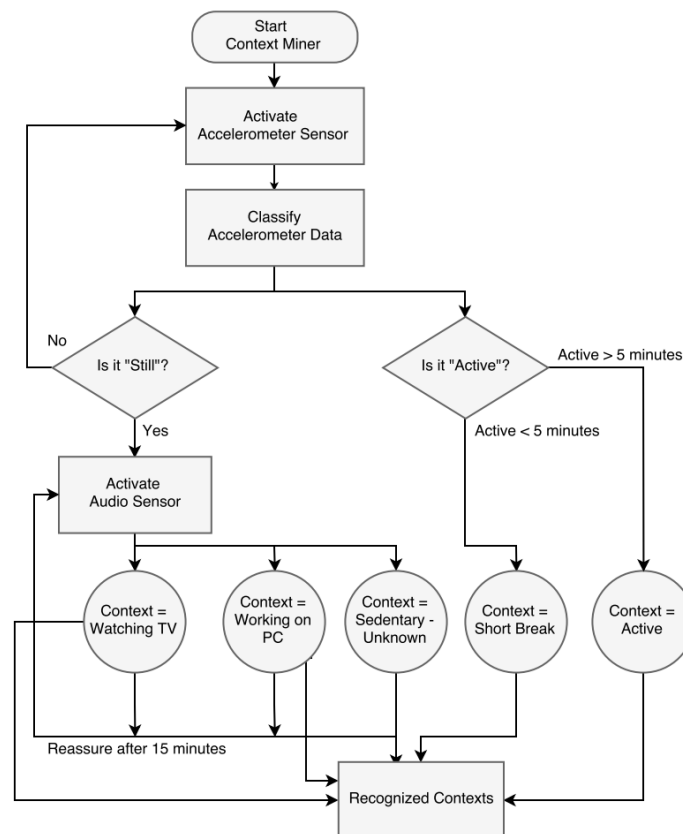 Start
Context Miner
Activate
Accelerometer Sensor
Classify
Accelerometer Data
No
Is it "Still"?
Is it "Active"?
Active > 5 minutes
Yes
Active < 5 minutes
Activate
Audio Sensor
Context =
Watching TV
Context =
Working on
PC
Context =
Sedentary -
Unknown
Context =
Short Break
Context =
Active
Reassure after 15 minutes
Recognized Contexts